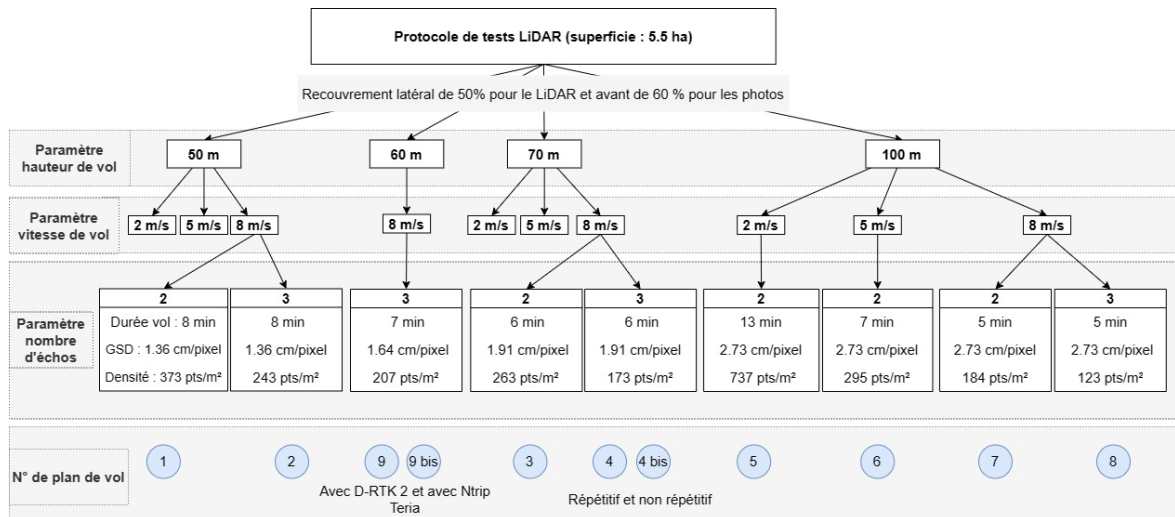 Protocole de tests LiDAR (superficie : 5.5 ha)
Recouvrement latéral de 50% pour le LiDAR et avant de 60 % pour les photos
Paramètre
hauteur de vol
50 m
60 m
70 m
100 m
Paramètre
vitesse de vol
2 m/s
5 m/s
8 m/s
8 m/s
2 m/s
5 m/s
8 m/s
2 m/s
5 m/s
8 m/s
Paramètre
nombre
d'échos
2
Durée vol : 8 min
GSD : 1.36 cm/pixel
Densité : 373 pts/m²
3
8 min
1.36 cm/pixel
243 pts/m²
3
7 min
1.64 cm/pixel
207 pts/m²
2
6 min
1.91 cm/pixel
263 pts/m²
3
6 min
1.91 cm/pixel
173 pts/m²
2
13 min
2.73 cm/pixel
737 pts/m²
2
7 min
2.73 cm/pixel
295 pts/m²
2
5 min
2.73 cm/pixel
184 pts/m²
3
5 min
2.73 cm/pixel
123 pts/m²
N° de plan de vol
1
2
9
9 bis
Avec D-RTK 2 et avec Ntrip
Teria
3
4
4 bis
Répétitif et non répétitif
5
6
7
8